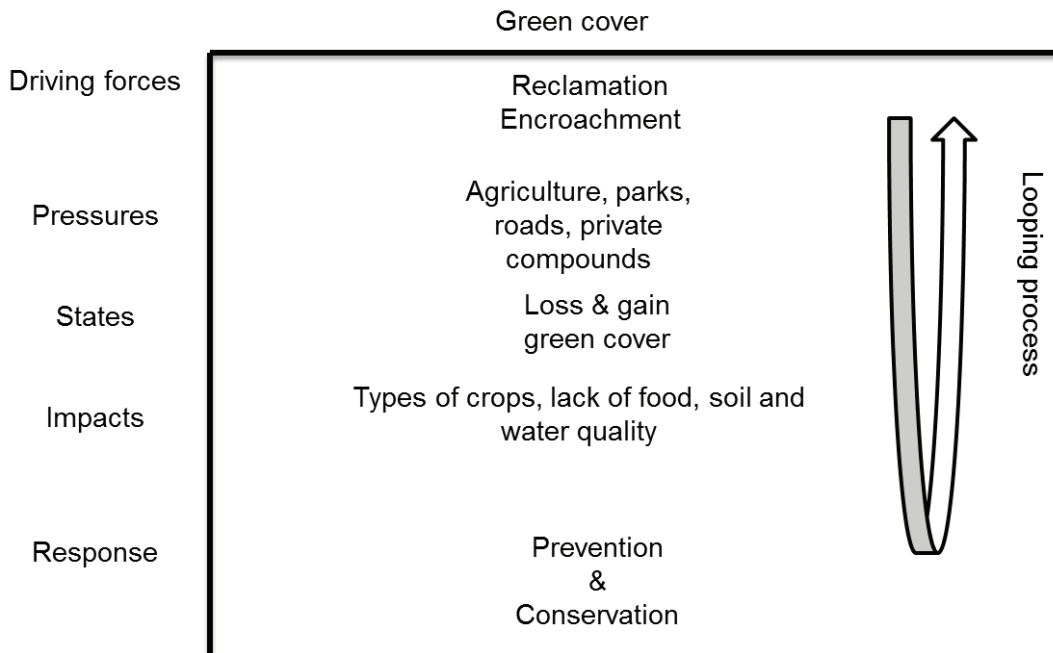 Green cover
Driving forces
Reclamation
Encroachment
Pressures
Agriculture, parks,
roads, private
compounds
States
Loss & gain
green cover
Impacts
Types of crops, lack of food, soil and
water quality
Response
Prevention
&
Conservation
Looping process